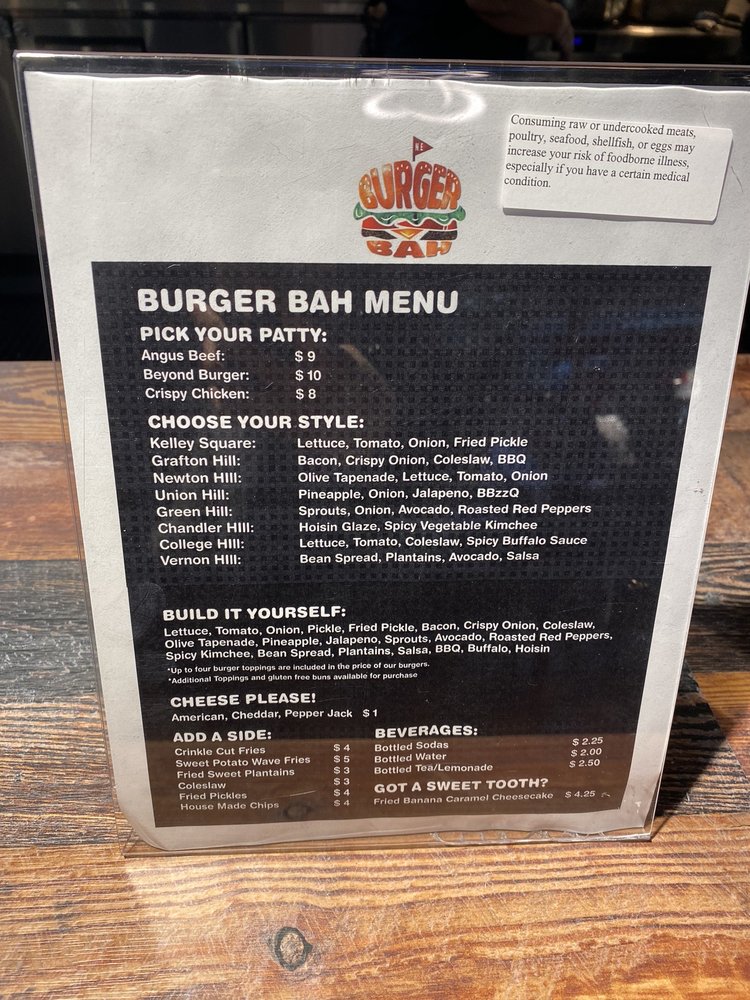 Consuming raw or undercooked meats,
poultry, seafood, shellfish, or eggs may
increase your risk of foodborne illness,
especially if you have a certain medical
condition.
N.E
BURGER
BAH
BURGER BAH MENU
PICK YOUR PATTY:
Angus Beef: $ 9
Beyond Burger: $ 10
Crispy Chicken: $ 8
CHOOSE YOUR STYLE:
Kelley Square: Lettuce, Tomato, Onion, Fried Pickle
Grafton Hill: Bacon, Crispy Onion, Coleslaw, BBQ
Newton HIll: Olive Tapenade, Lettuce, Tomato, Onion
Union Hill: Pineapple, Onion, Jalapeno, BBzzQ
Green Hill: Sprouts, Onion, Avocado, Roasted Red Peppers
Chandler HIll: Hoisin Glaze, Spicy Vegetable Kimchee
College HIll: Lettuce, Tomato, Coleslaw, Spicy Buffalo Sauce
Vernon HIll: Bean Spread, Plantains, Avocado, Salsa
BUILD IT YOURSELF:
Lettuce, Tomato, Onion, Pickle, Fried Pickle, Bacon, Crispy Onion, Coleslaw,
Olive Tapenade, Pineapple, Jalapeno, Sprouts, Avocado, Roasted Red Peppers,
Spicy Kimchee, Bean Spread, Plantains, Salsa, BBQ, Buffalo, Hoisin
*Up to four burger toppings are included in the price of our burgers.
*Additional Toppings and gluten free buns available for purchase
CHEESE PLEASE!
American, Cheddar, Pepper Jack $ 1
ADD A SIDE:
Crinkle Cut Fries $ 4
Sweet Potato Wave Fries $ 5
Fried Sweet Plantains $ 3
Coleslaw $ 3
Fried Pickles $ 4
House Made Chips $ 4
BEVERAGES:
Bottled Sodas $ 2.25
Bottled Water $ 2.00
Bottled Tea/Lemonade $ 2.50
GOT A SWEET TOOTH?
Fried Banana Caramel Cheesecake $ 4.25